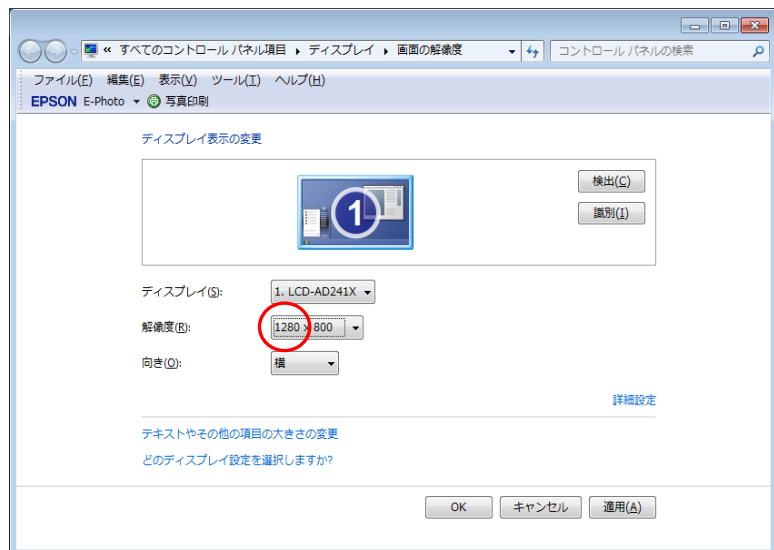 « すべてのコントロール パネル項目 ▸ ディスプレイ ▸ 画面の解像度 コントロール パネルの検索
ファイル(F) 編集(E) 表示(V) ツール(T) ヘルプ(H)
EPSON E-Photo 写真印刷
ディスプレイ表示の変更
1
検出(C)
識別(I)
ディスプレイ(S): 1. LCD-AD241X
解像度(R): 1280 x 800
向き(O): 横
詳細設定
テキストやその他の項目の大きさの変更
どのディスプレイ設定を選択しますか?
OK キャンセル 適用(A)